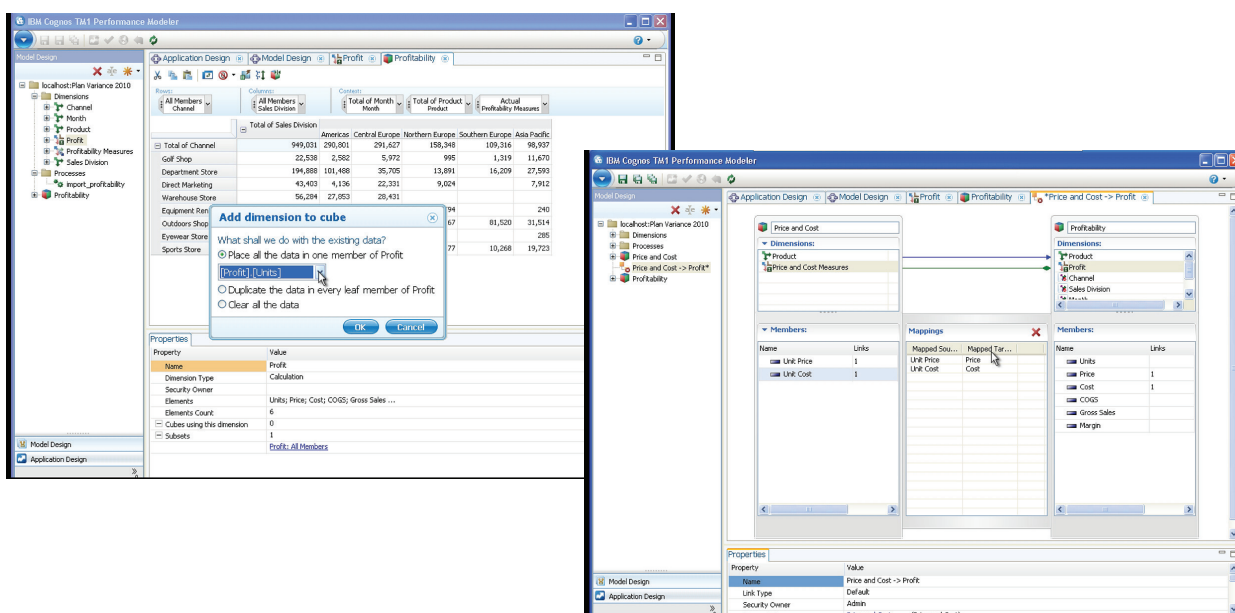 IBM Cognos TM1 Performance Modeler
Model Design
Application Design Model Design Profit Profitability
localhost:Plan Variance 2010
Dimensions
Channel
Month
Product
Profit
Profitability Measures
Sales Division
Processes
import_profitability
Profitability
Rows: Columns: Context:
All Members Channel
All Members Sales Division
Total of Month Month
Total of Product Product
Actual Profitability Measures
Total of Sales Division
Americas Central Europe Northern Europe Southern Europe Asia Pacific
Total of Channel 949,031 290,801 291,627 158,348 109,316 98,937
Golf Shop 22,538 2,582 5,972 995 1,319 11,670
Department Store 194,888 101,488 35,705 13,891 16,209 27,593
Direct Marketing 43,403 4,136 22,331 9,024 7,912
Warehouse Store 56,284 27,853 28,431
Equipment Ren 94 240
Outdoors Shop 67 81,520 31,514
Eyewear Store 285
Sports Store 77 10,268 19,723
Add dimension to cube
What shall we do with the existing data?
Place all the data in one member of Profit
[Profit].[Units]
Duplicate the data in every leaf member of Profit
Clear all the data
OK Cancel
Properties
Property Value
Name Profit
Dimension Type Calculation
Security Owner
Elements Units; Price; Cost; COGS; Gross Sales ...
Elements Count 6
Cubes using this dimension 0
Subsets 1
Profit: All Members
Model Design
Application Design
IBM Cognos TM1 Performance Modeler
Model Design
Application Design Model Design Profit Profitability *Price and Cost -> Profit
localhost:Plan Variance 2010
Dimensions
Processes
Price and Cost
Price and Cost -> Profit*
Profitability
Price and Cost
Dimensions:
Product
Price and Cost Measures
Profitability
Dimensions:
Product
Profit
Channel
Sales Division
Members:
Name Links
Unit Price 1
Unit Cost 1
Mappings
Mapped Sou... Mapped Tar...
Unit Price Price
Unit Cost Cost
Members:
Name Links
Units
Price 1
Cost 1
COGS
Gross Sales
Margin
Properties
Property Value
Name Price and Cost -> Profit
Link Type Default
Security Owner Admin
Model Design
Application Design